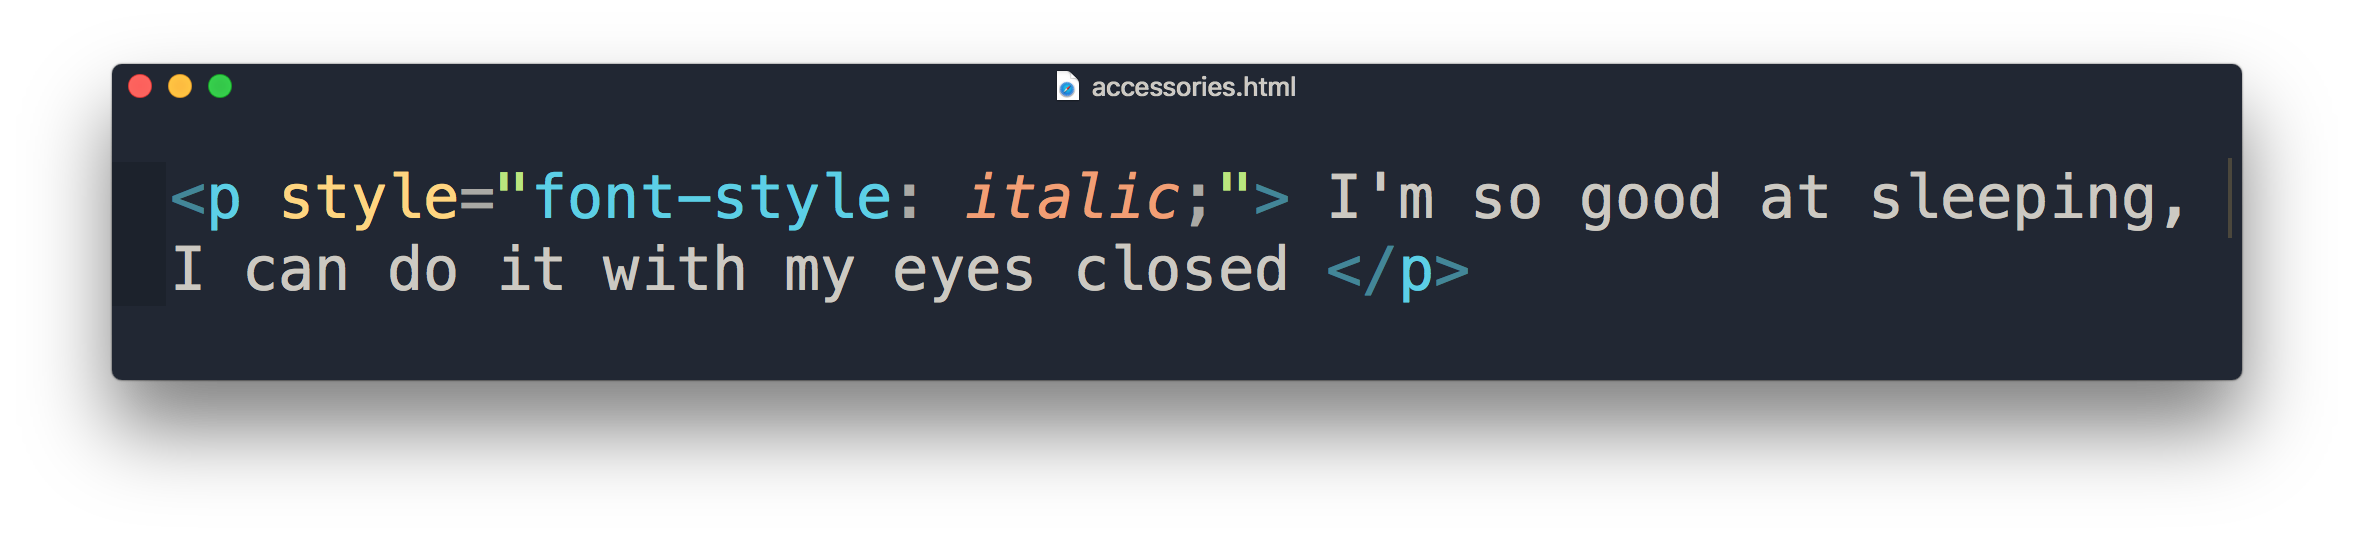 accessories.html
<p style="font-style: italic;"> I'm so good at sleeping,
I can do it with my eyes closed </p>